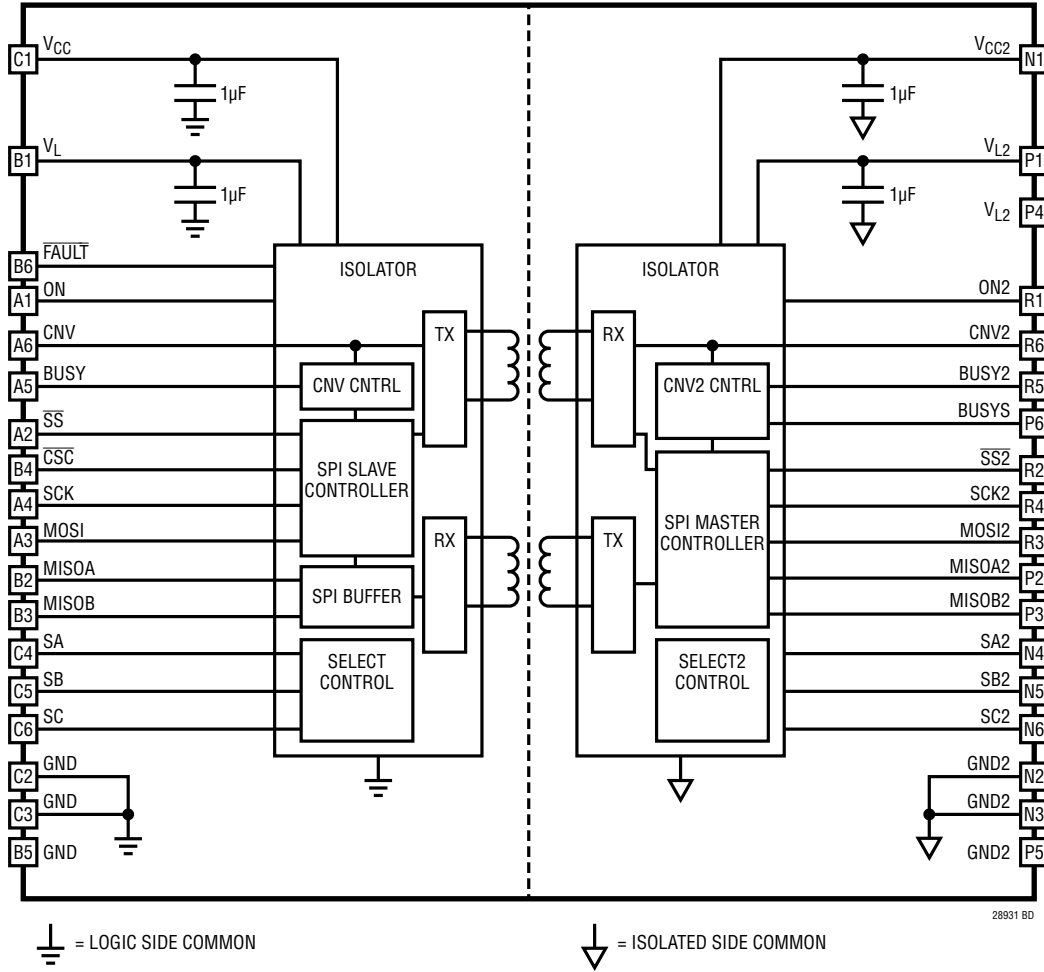 C1 VCC
1µF
B1 VL
1µF
B6 FAULT
A1 ON
A6 CNV
A5 BUSY
A2 SS
B4 CSC
A4 SCK
A3 MOSI
B2 MISOA
B3 MISOB
C4 SA
C5 SB
C6 SC
C2 GND
C3 GND
B5 GND
ISOLATOR
TX
CNV CNTRL
SPI SLAVE
CONTROLLER
RX
SPI BUFFER
SELECT
CONTROL
ISOLATOR
RX
CNV2 CNTRL
SPI MASTER
CONTROLLER
TX
SELECT2
CONTROL
VCC2 N1
1µF
VL2 P1
1µF
VL2 P4
ON2 R1
CNV2 R6
BUSY2 R5
BUSYS P6
SS2 R2
SCK2 R4
MOSI2 R3
MISOA2 P2
MISOB2 P3
SA2 N4
SB2 N5
SC2 N6
GND2 N2
GND2 N3
GND2 P5
28931 BD
= LOGIC SIDE COMMON
= ISOLATED SIDE COMMON